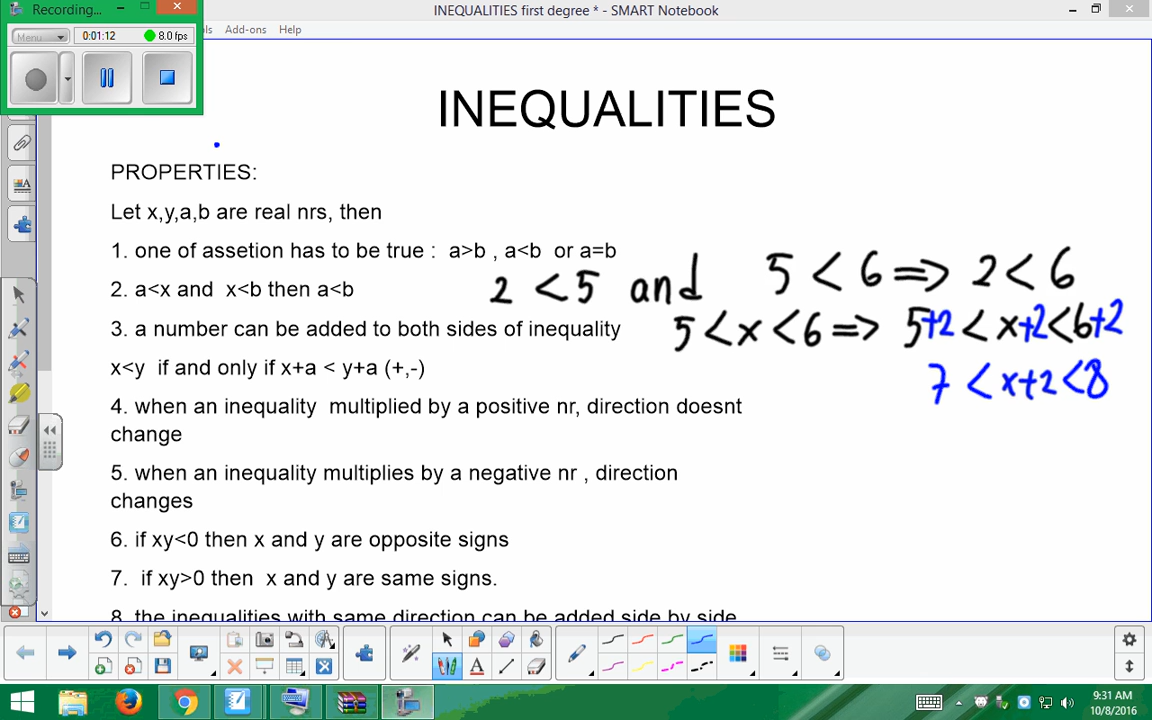 Recording...
INEQUALITIES first degree * - SMART Notebook
Menu
0:01:12
8.0 fps
ls Add-ons Help
INEQUALITIES
PROPERTIES:
Let x,y,a,b are real nrs, then
1. one of assetion has to be true : a>b , a<b or a=b
2 < 5 and 5 < 6 => 2 < 6
2. a<x and x<b then a<b
3. a number can be added to both sides of inequality
5 < x < 6 => 5+2 < x+2 < 6+2
x<y if and only if x+a < y+a (+,-)
7 < x+2 < 8
4. when an inequality multiplied by a positive nr, direction doesnt
change
5. when an inequality multiplies by a negative nr , direction
changes
6. if xy<0 then x and y are opposite signs
7. if xy>0 then x and y are same signs.
8. the inequalities with same direction can be added side by side
9:31 AM
10/8/2016